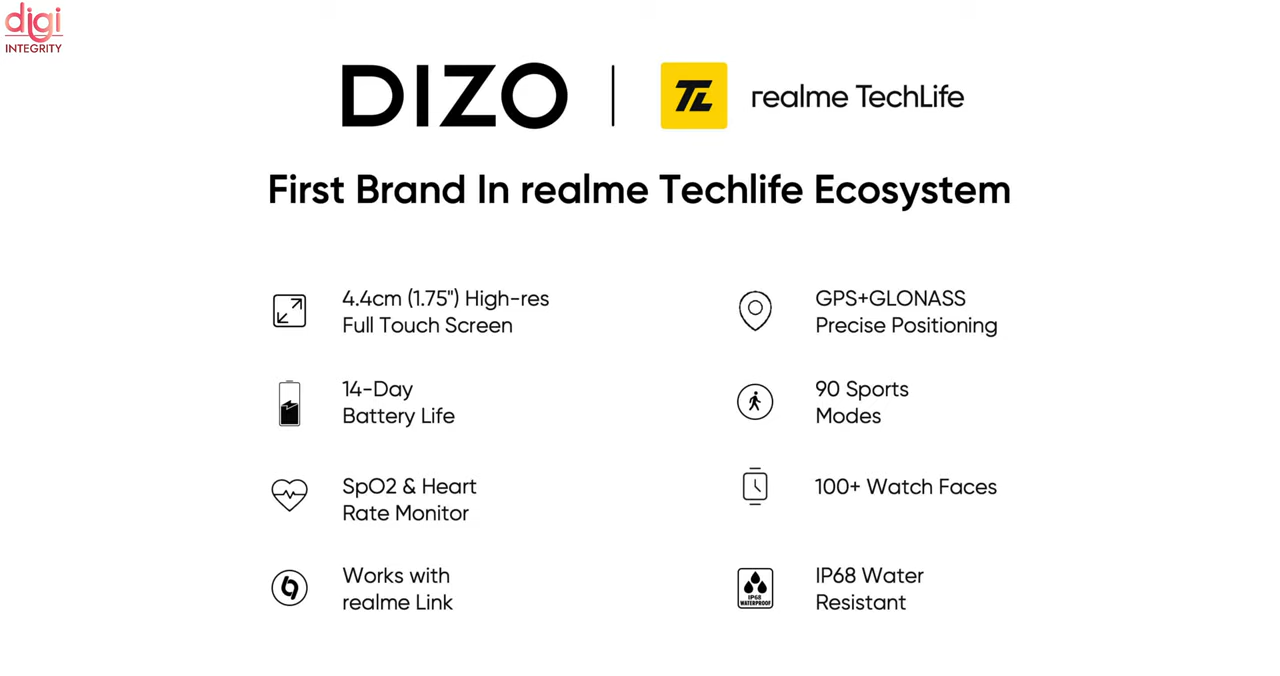 digi
INTEGRITY
DIZO
TL realme TechLife
First Brand In realme Techlife Ecosystem
4.4cm (1.75") High-res
Full Touch Screen
GPS+GLONASS
Precise Positioning
14-Day
Battery Life
90 Sports
Modes
SpO2 & Heart
Rate Monitor
100+ Watch Faces
Works with
realme Link
IP68
WATERPROOF
IP68 Water
Resistant